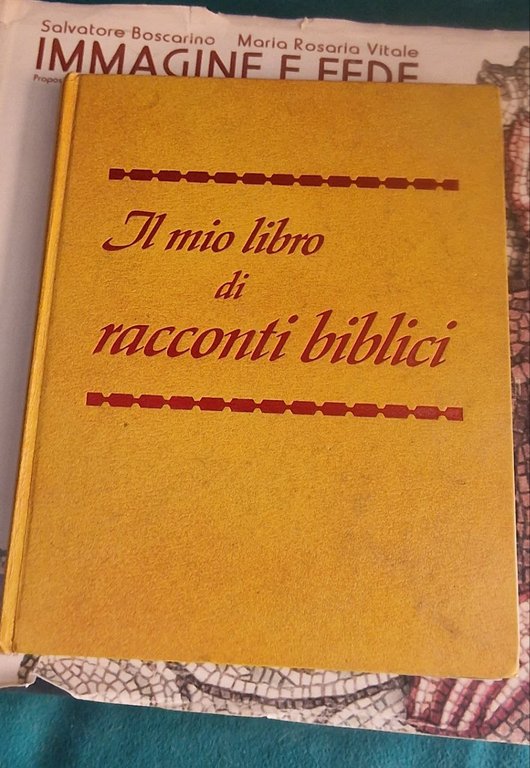 Salvatore Boscarino Maria Rosaria Vitale
IMMAGINE E FEDE
Il mio libro
di
racconti biblici